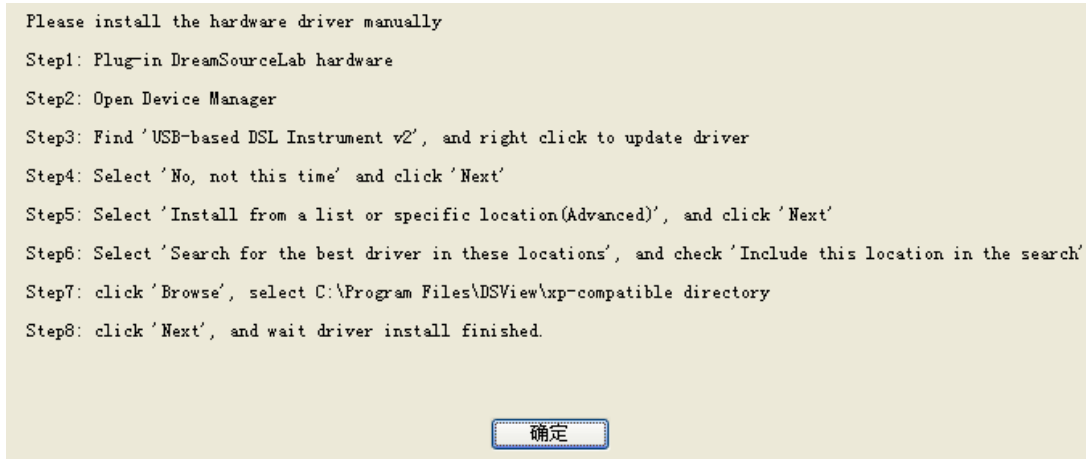 Please install the hardware driver manually
Step1: Plug-in DreamSourceLab hardware
Step2: Open Device Manager
Step3: Find 'USB-based DSL Instrument v2', and right click to update driver
Step4: Select 'No, not this time' and click 'Next'
Step5: Select 'Install from a list or specific location(Advanced)', and click 'Next'
Step6: Select 'Search for the best driver in these locations', and check 'Include this location in the search'
Step7: click 'Browse', select C:\Program Files\DSView\xp-compatible directory
Step8: click 'Next', and wait driver install finished.
确定